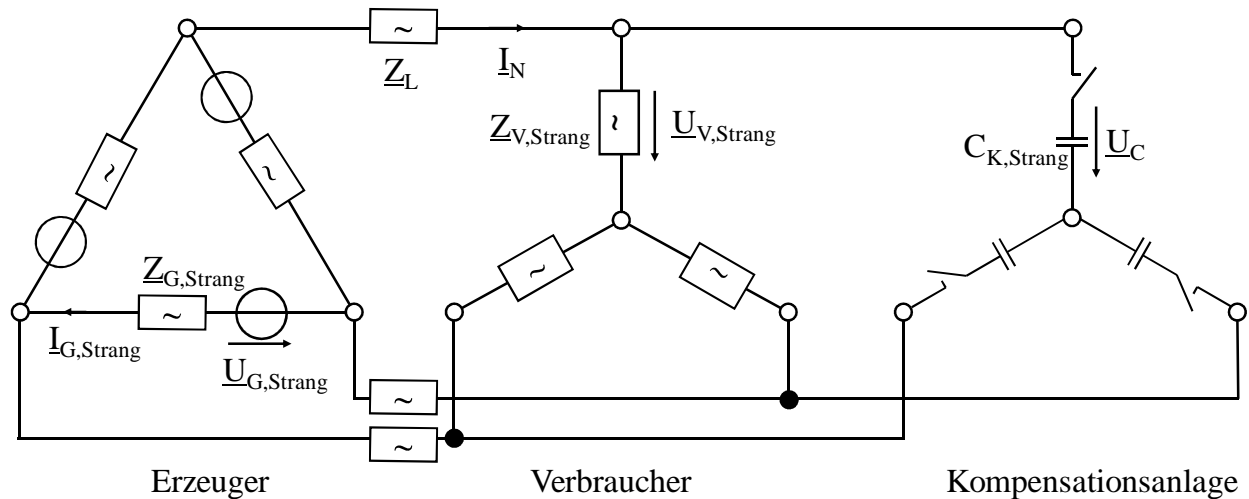 Z_L
I_N
Z_V,Strang
U_V,Strang
C_K,Strang
U_C
Z_G,Strang
I_G,Strang
U_G,Strang
Erzeuger
Verbraucher
Kompensationsanlage